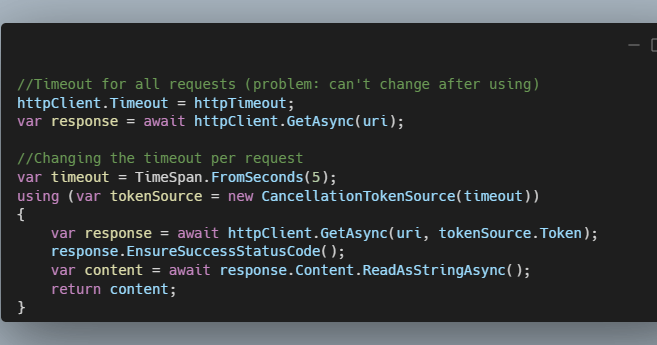 //Timeout for all requests (problem: can't change after using)
httpClient.Timeout = httpTimeout;
var response = await httpClient.GetAsync(uri);
//Changing the timeout per request
var timeout = TimeSpan.FromSeconds(5);
using (var tokenSource = new CancellationTokenSource(timeout))
{
    var response = await httpClient.GetAsync(uri, tokenSource.Token);
    response.EnsureSuccessStatusCode();
    var content = await response.Content.ReadAsStringAsync();
    return content;
}